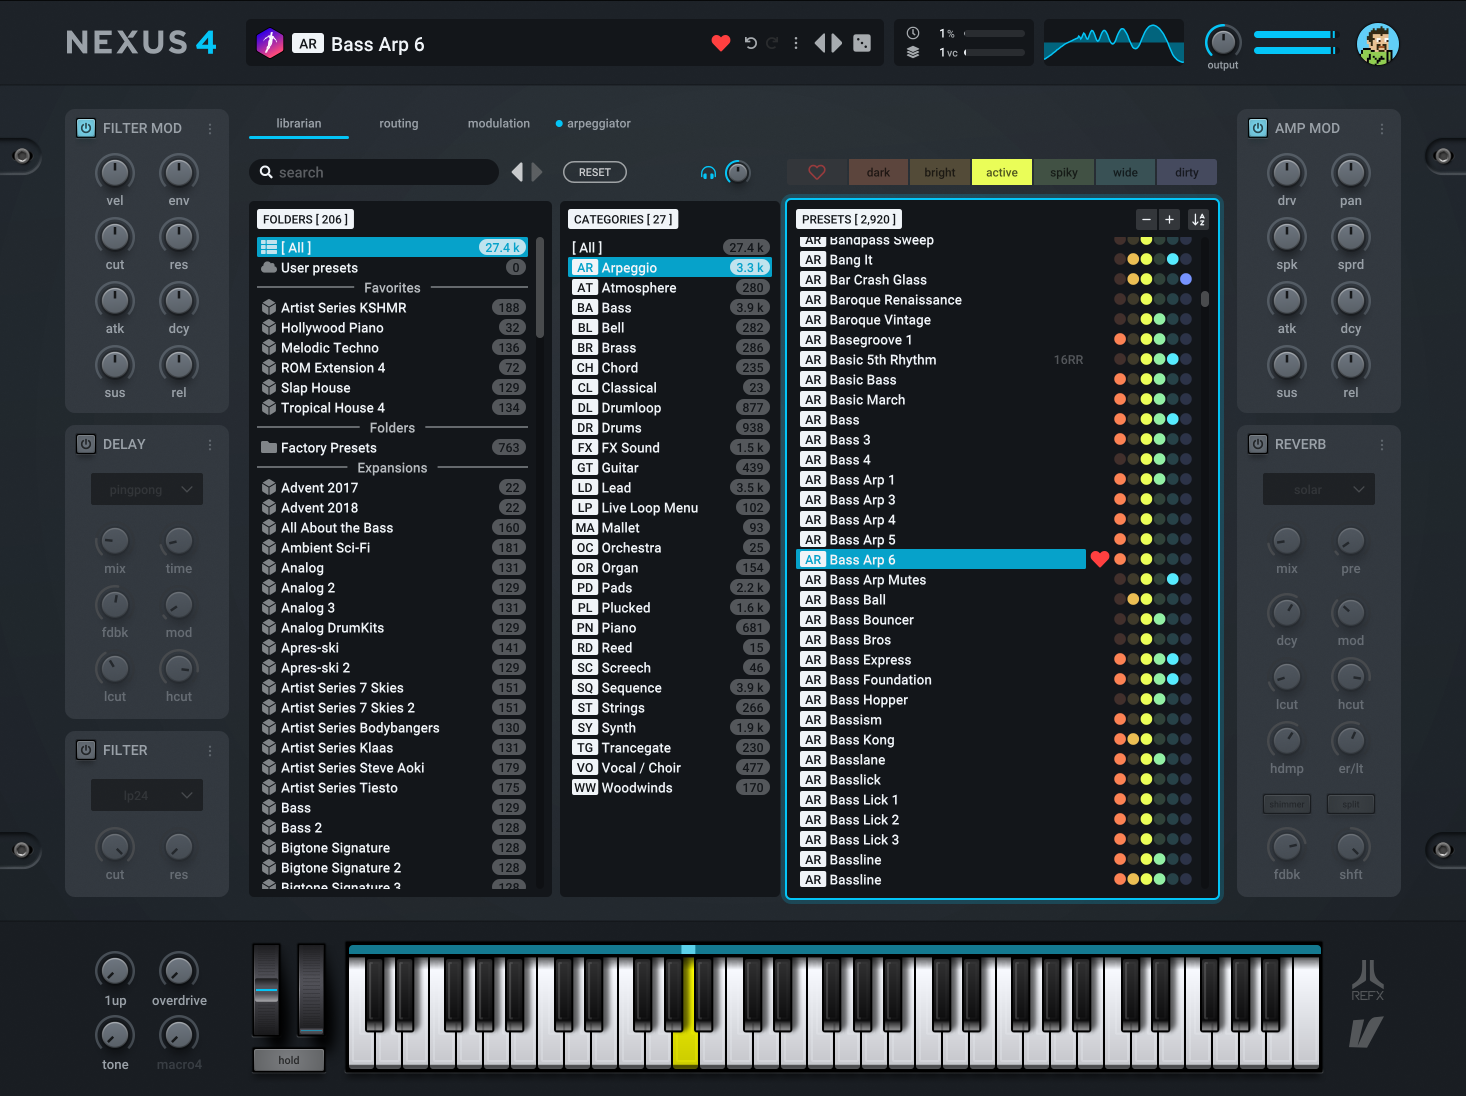 NEXUS 4
AR Bass Arp 6
1 %
1 vc
output
FILTER MOD
vel env
cut res
atk dcy
sus rel
DELAY
pingpong
mix time
fdbk mod
lcut hcut
FILTER
lp24
cut res
librarian routing modulation arpeggiator
search
RESET
dark bright active spiky wide dirty
FOLDERS [ 206 ]
[ All ] 27.4 k
User presets 0
Favorites
Artist Series KSHMR 188
Hollywood Piano 32
Melodic Techno 136
ROM Extension 4 72
Slap House 129
Tropical House 4 134
Folders
Factory Presets 763
Expansions
Advent 2017 22
Advent 2018 22
All About the Bass 160
Ambient Sci-Fi 181
Analog 131
Analog 2 131
Analog 3 131
Analog DrumKits 129
Apres-ski 141
Apres-ski 2 129
Artist Series 7 Skies 151
Artist Series 7 Skies 2 151
Artist Series Bodybangers 130
Artist Series Klaas 131
Artist Series Steve Aoki 179
Artist Series Tiesto 175
Bass 129
Bass 2 128
Bigtone Signature 128
Bigtone Signature 2 128
Bigtone Signature 3 128
CATEGORIES [ 27 ]
[ All ] 27.4 k
AR Arpeggio 3.3 k
AT Atmosphere 280
BA Bass 3.9 k
BL Bell 282
BR Brass 286
CH Chord 235
CL Classical 23
DL Drumloop 877
DR Drums 938
FX FX Sound 1.5 k
GT Guitar 439
LD Lead 3.5 k
LP Live Loop Menu 102
MA Mallet 93
OC Orchestra 25
OR Organ 154
PD Pads 2.2 k
PL Plucked 1.6 k
PN Piano 681
RD Reed 15
SC Screech 46
SQ Sequence 3.9 k
ST Strings 266
SY Synth 1.9 k
TG Trancegate 230
VO Vocal / Choir 477
WW Woodwinds 170
PRESETS [ 2,920 ]
AR Bandpass Sweep
AR Bang It
AR Bar Crash Glass
AR Baroque Renaissance
AR Baroque Vintage
AR Basegroove 1
AR Basic 5th Rhythm 16RR
AR Basic Bass
AR Basic March
AR Bass
AR Bass 3
AR Bass 4
AR Bass Arp 1
AR Bass Arp 3
AR Bass Arp 4
AR Bass Arp 5
AR Bass Arp 6
AR Bass Arp Mutes
AR Bass Ball
AR Bass Bouncer
AR Bass Bros
AR Bass Express
AR Bass Foundation
AR Bass Hopper
AR Bassism
AR Bass Kong
AR Basslane
AR Basslick
AR Bass Lick 1
AR Bass Lick 2
AR Bass Lick 3
AR Bassline
AR Bassline
AMP MOD
drv pan
spk sprd
atk dcy
sus rel
REVERB
solar
mix pre
dcy mod
lcut hcut
hdmp er/lt
shimmer split
fdbk shft
1up overdrive
tone macro4
hold
REFX